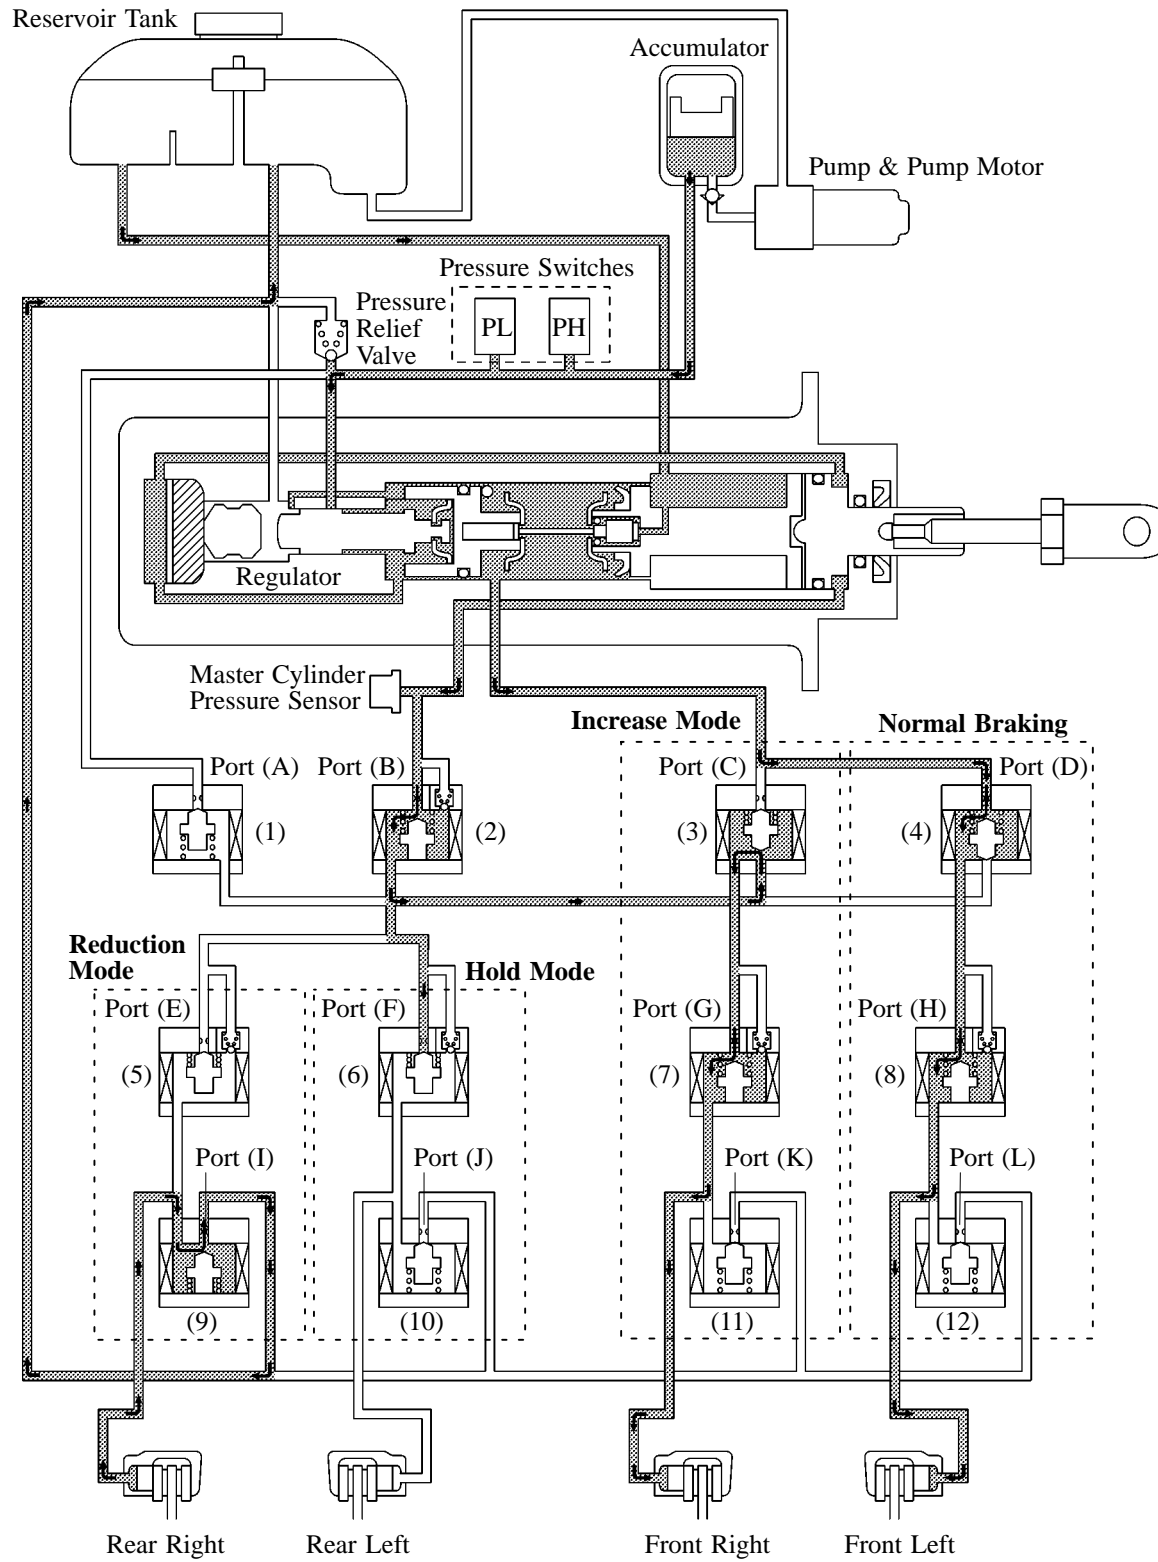 Reservoir Tank
Accumulator
Pump & Pump Motor
Pressure Switches
Pressure
Relief
Valve
PL
PH
Regulator
Master Cylinder
Pressure Sensor
Increase Mode
Normal Braking
Port (A)
Port (B)
Port (C)
Port (D)
(1)
(2)
(3)
(4)
Reduction
Mode
Hold Mode
Port (E)
Port (F)
Port (G)
Port (H)
(5)
(6)
(7)
(8)
Port (I)
Port (J)
Port (K)
Port (L)
(9)
(10)
(11)
(12)
Rear Right
Rear Left
Front Right
Front Left